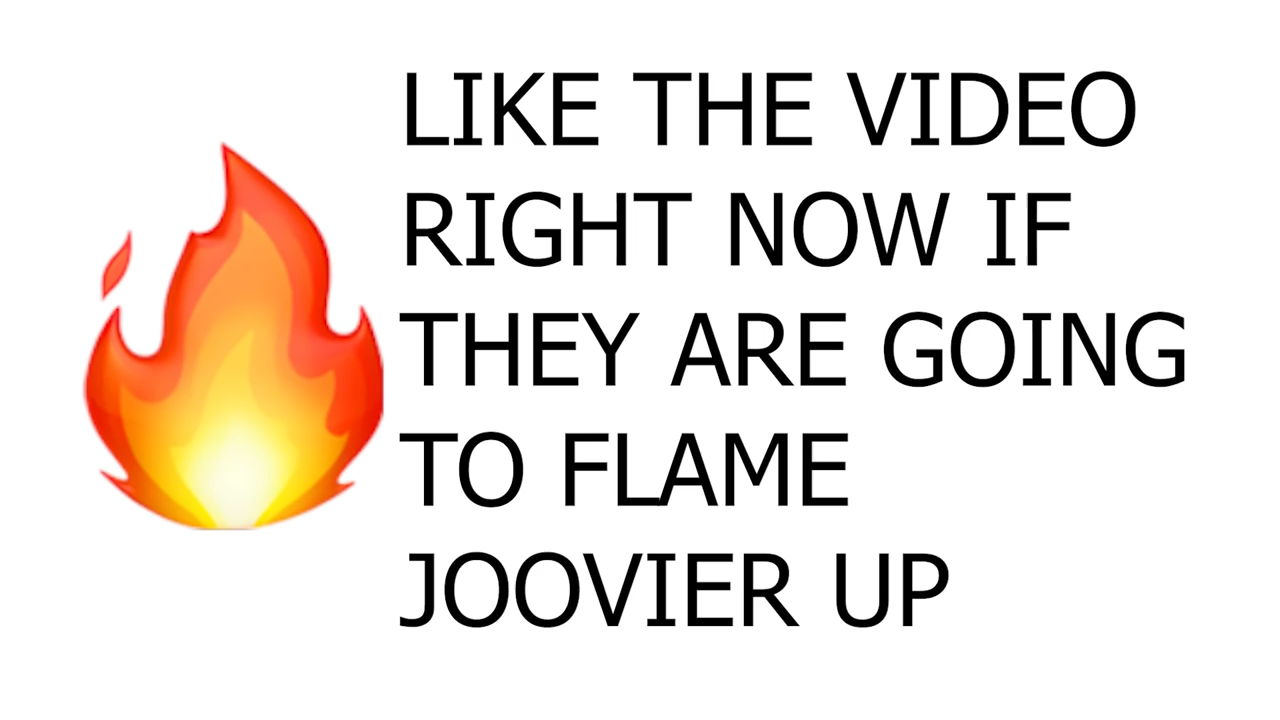 LIKE THE VIDEO
RIGHT NOW IF
THEY ARE GOING
TO FLAME
JOOVIER UP